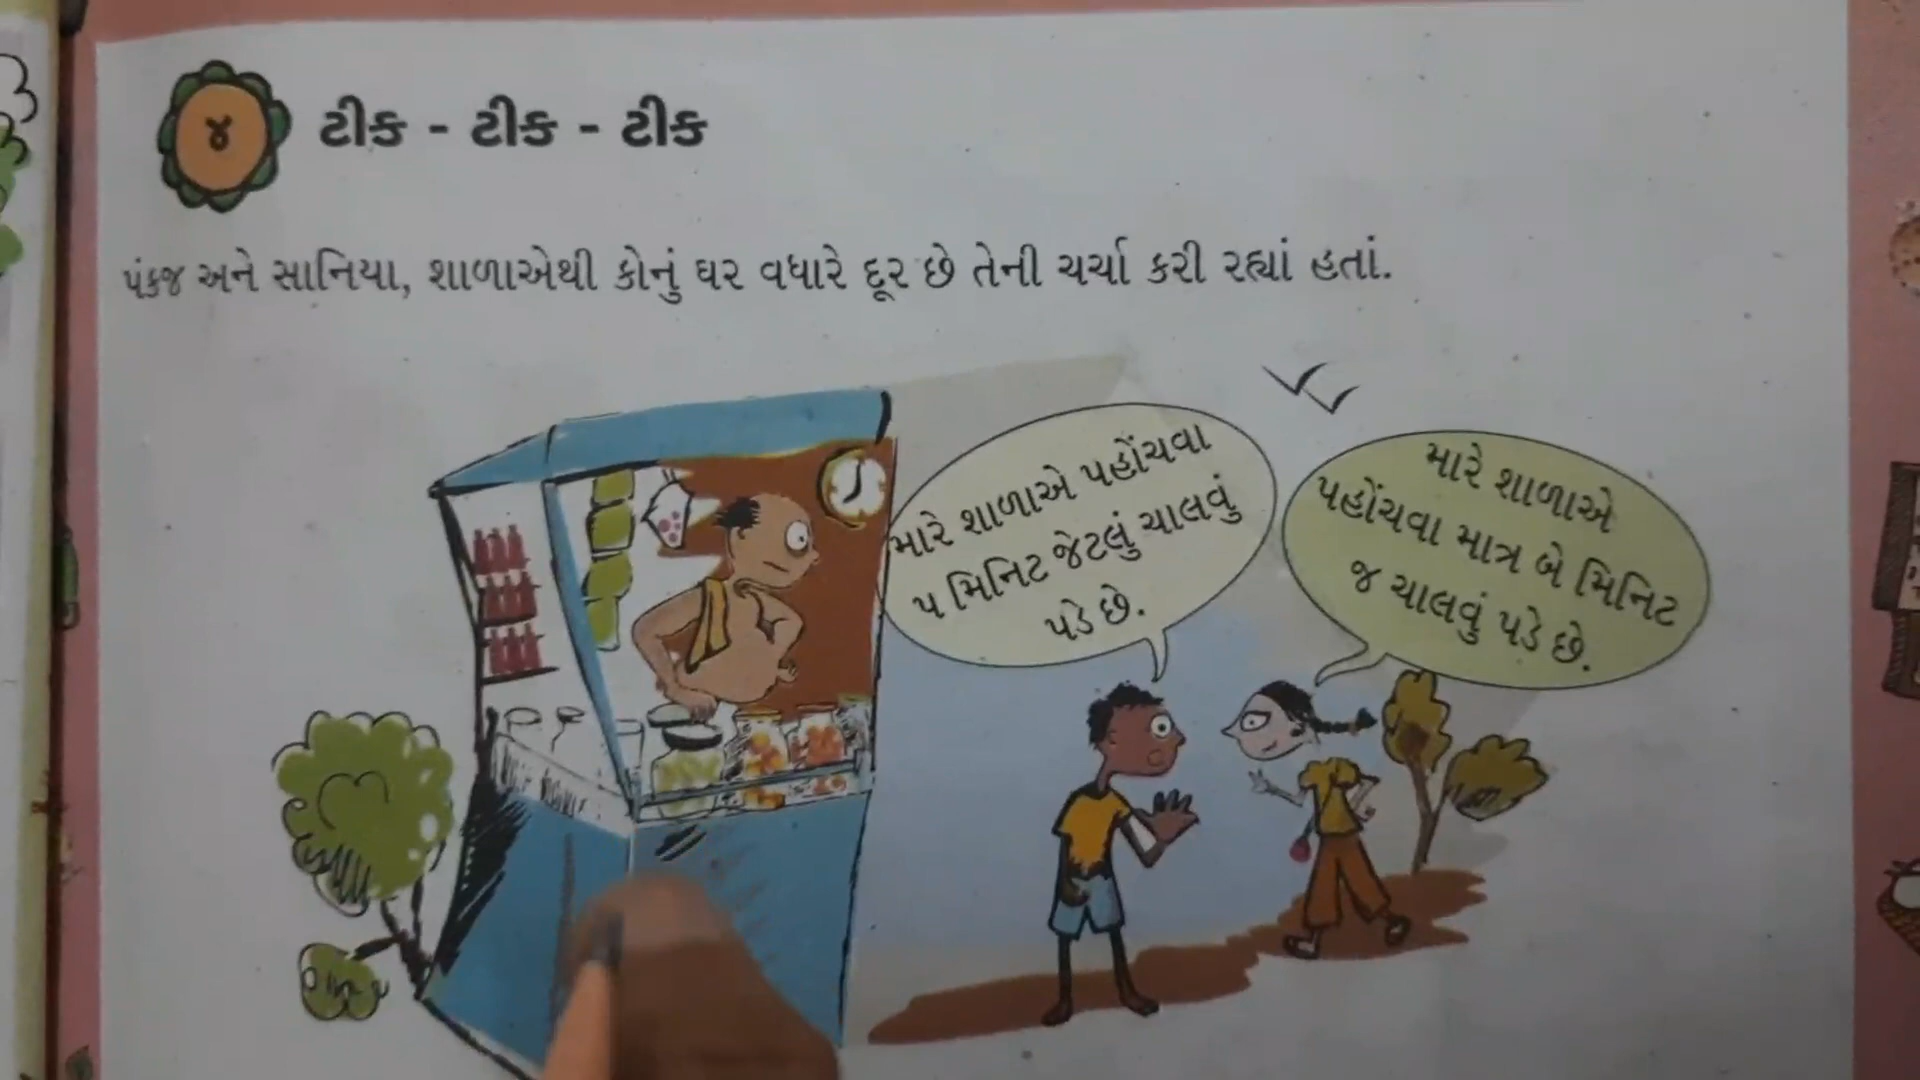 ૪
ટીક - ટીક - ટીક
પંકજ અને સાનિયા, શાળાએથી કોનું ઘર વધારે દૂર છે તેની ચર્ચા કરી રહ્યાં હતાં.
મારે શાળાએ પહોંચવા
૫ મિનિટ જેટલું ચાલવું
પડે છે.
મારે શાળાએ
પહોંચવા માત્ર બે મિનિટ
જ ચાલવું પડે છે.